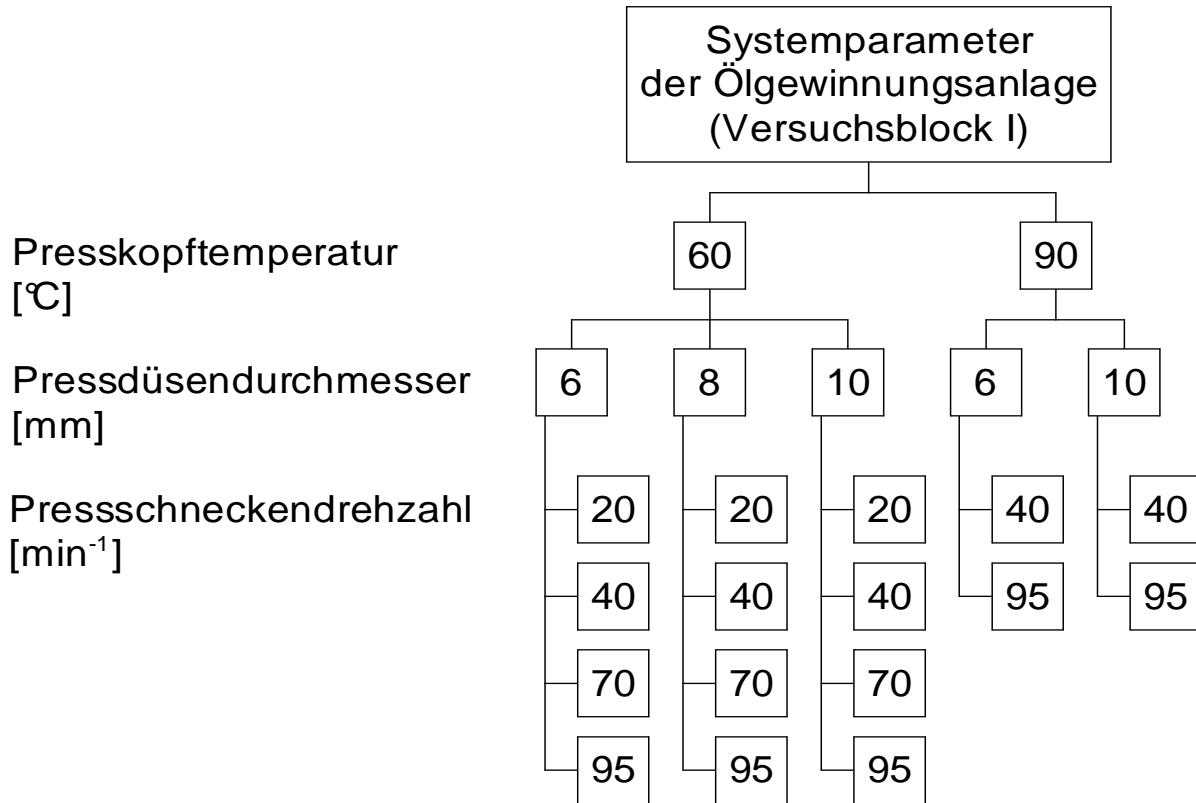 Systemparameter
der Ölgewinnungsanlage
(Versuchsblock I)
Presskopftemperatur
[°C]
60
90
Pressdüsendurchmesser
[mm]
6
8
10
6
10
Pressschneckendrehzahl
[min⁻¹]
20
20
20
40
40
40
40
40
95
95
70
70
70
95
95
95